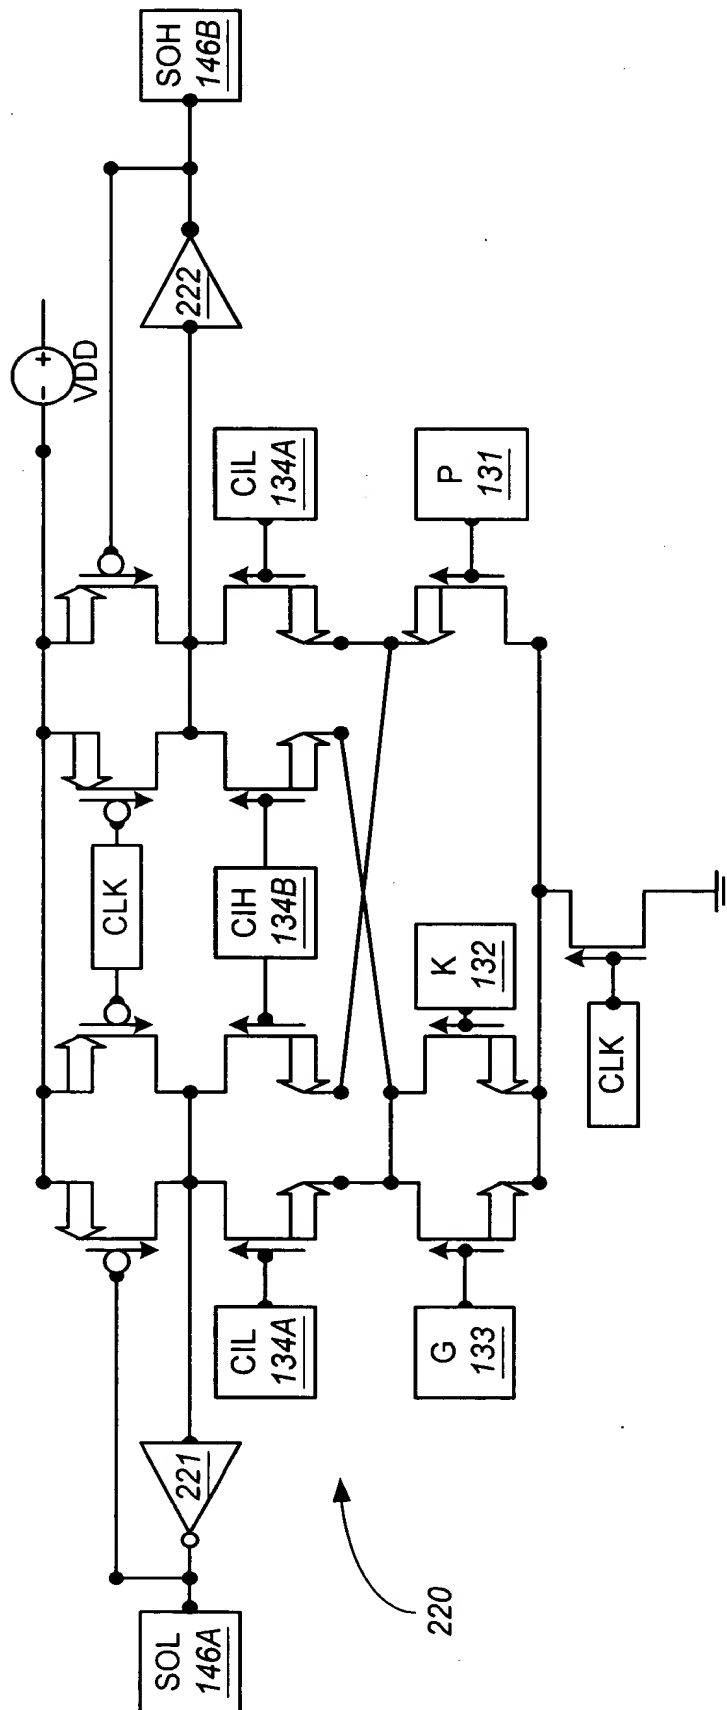 SOH
146B
222
+
-
VDD
CIL
134A
P
131
CLK
CIH
134B
K
132
CLK
CIL
134A
G
133
221
SOL
146A
220